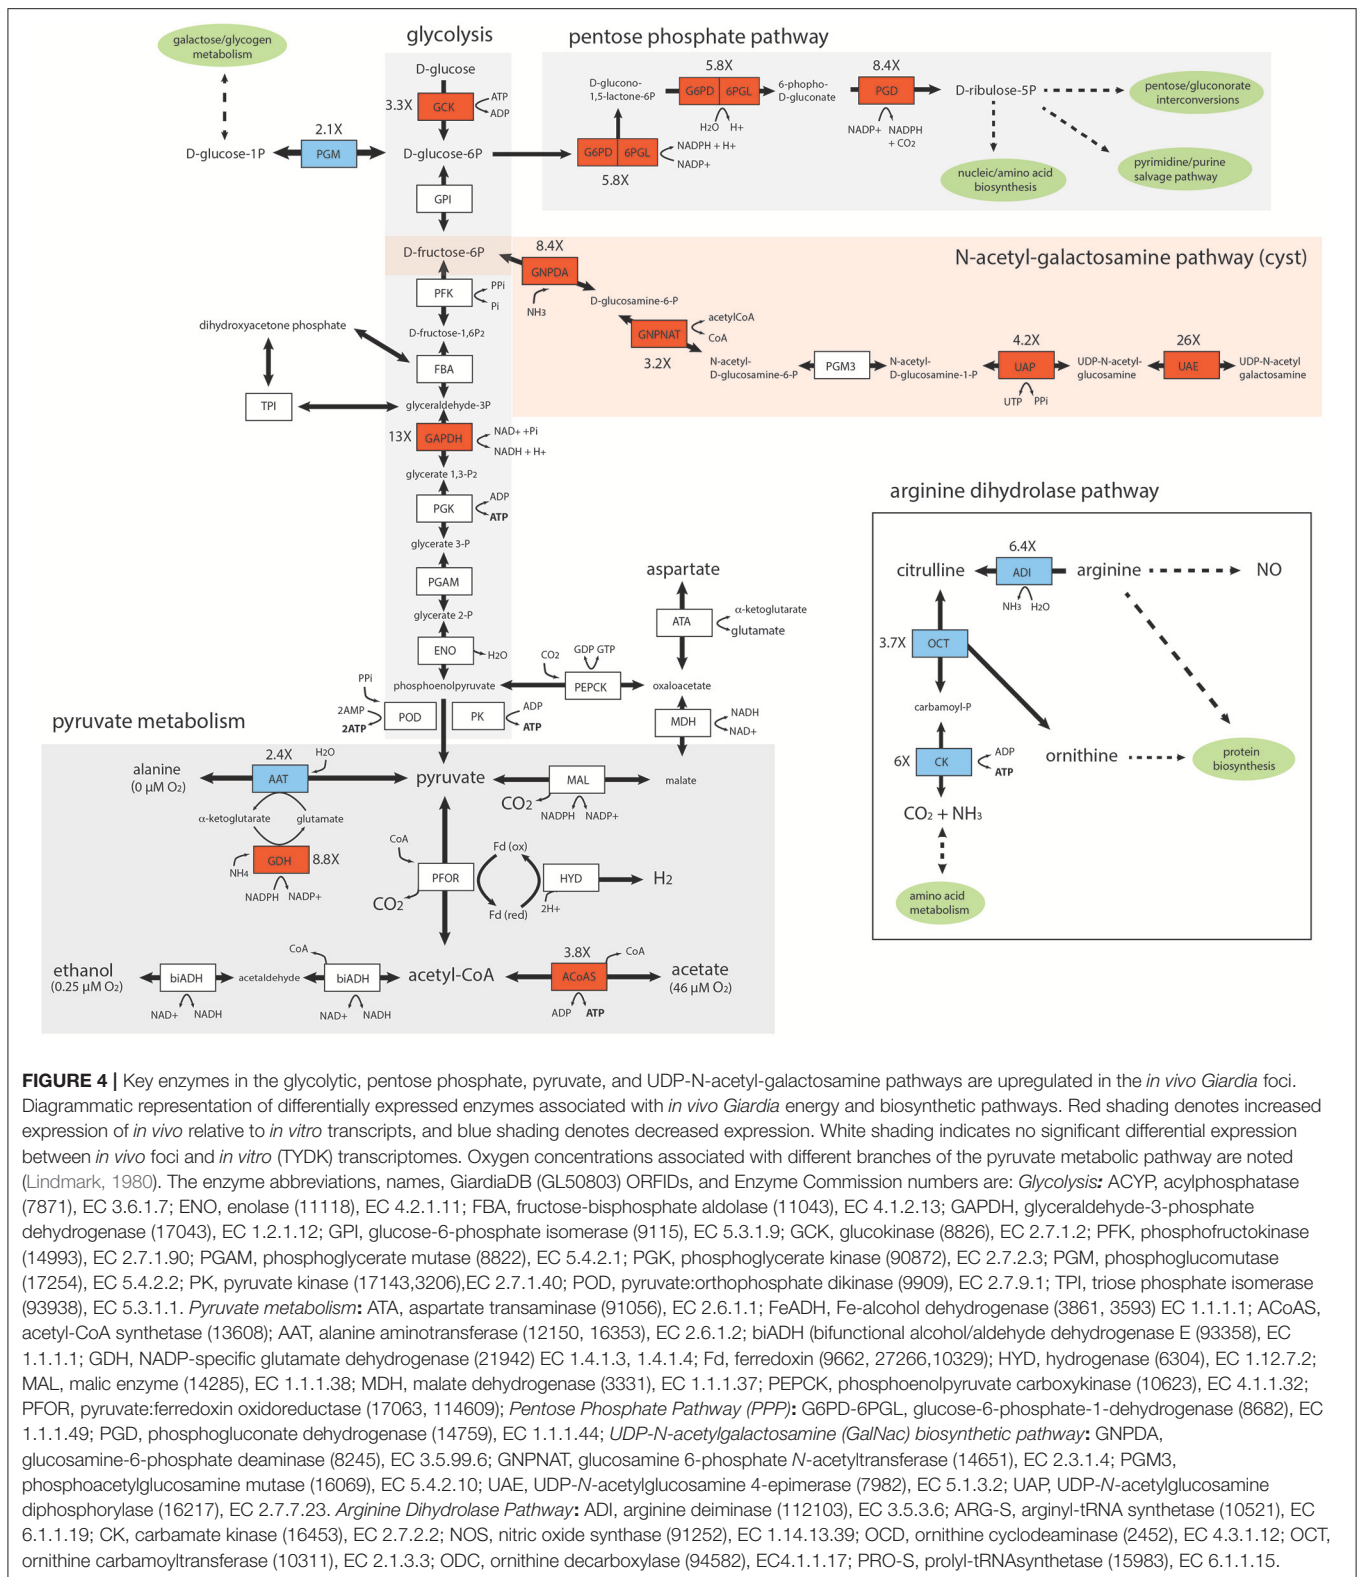 galactose/glycogen
metabolism
glycolysis
D-glucose
3.3X
GCK
ATP
ADP
D-glucose-1P
2.1X
PGM
D-glucose-6P
GPI
pentose phosphate pathway
D-glucono-
1,5-lactone-6P
5.8X
G6PD
6PGL
H2O
H+
6-phopho-
D-gluconate
8.4X
PGD
NADP+
NADPH
+ CO2
D-ribulose-5P
pentose/gluconorate
interconversions
G6PD
6PGL
NADPH + H+
NADP+
5.8X
nucleic/amino acid
biosynthesis
pyrimidine/purine
salvage pathway
D-fructose-6P
PFK
PPi
Pi
D-fructose-1,6P2
dihydroxyacetone phosphate
FBA
TPI
glyceraldehyde-3P
13X
GAPDH
NAD+ +Pi
NADH + H+
glycerate 1,3-P2
PGK
ADP
ATP
glycerate 3-P
PGAM
glycerate 2-P
ENO
H2O
phosphoenolpyruvate
N-acetyl-galactosamine pathway (cyst)
8.4X
GNPDA
NH3
D-glucosamine-6-P
GNPNAT
acetylCoA
CoA
3.2X
N-acetyl-
D-glucosamine-6-P
PGM3
N-acetyl-
D-glucosamine-1-P
4.2X
UAP
UTP
PPi
UDP-N-acetyl-
glucosamine
26X
UAE
UDP-N-acetyl
galactosamine
aspartate
ATA
α-ketoglutarate
glutamate
CO2
GDP GTP
PEPCK
oxaloacetate
MDH
NADH
NAD+
malate
PPi
2AMP
2ATP
POD
PK
ADP
ATP
pyruvate metabolism
alanine
(0 μM O2)
2.4X
AAT
H2O
pyruvate
MAL
CO2
NADPH
NADP+
α-ketoglutarate
glutamate
GDH
8.8X
NH4
NADPH
NADP+
CoA
PFOR
CO2
Fd (ox)
Fd (red)
HYD
2H+
H2
ethanol
(0.25 μM O2)
biADH
NAD+
NADH
acetaldehyde
CoA
biADH
NAD+
NADH
acetyl-CoA
3.8X
ACoAS
CoA
ADP
ATP
acetate
(46 μM O2)
arginine dihydrolase pathway
citrulline
6.4X
ADI
NH3
H2O
arginine
NO
3.7X
OCT
carbamoyl-P
ornithine
protein
biosynthesis
6X
CK
ADP
ATP
CO2 + NH3
amino acid
metabolism
FIGURE 4 | Key enzymes in the glycolytic, pentose phosphate, pyruvate, and UDP-N-acetyl-galactosamine pathways are upregulated in the in vivo Giardia foci.
Diagrammatic representation of differentially expressed enzymes associated with in vivo Giardia energy and biosynthetic pathways. Red shading denotes increased
expression of in vivo relative to in vitro transcripts, and blue shading denotes decreased expression. White shading indicates no significant differential expression
between in vivo foci and in vitro (TYDK) transcriptomes. Oxygen concentrations associated with different branches of the pyruvate metabolic pathway are noted
(Lindmark, 1980). The enzyme abbreviations, names, GiardiaDB (GL50803) ORFIDs, and Enzyme Commission numbers are: Glycolysis: ACYP, acylphosphatase
(7871), EC 3.6.1.7; ENO, enolase (11118), EC 4.2.1.11; FBA, fructose-bisphosphate aldolase (11043), EC 4.1.2.13; GAPDH, glyceraldehyde-3-phosphate
dehydrogenase (17043), EC 1.2.1.12; GPI, glucose-6-phosphate isomerase (9115), EC 5.3.1.9; GCK, glucokinase (8826), EC 2.7.1.2; PFK, phosphofructokinase
(14993), EC 2.7.1.90; PGAM, phosphoglycerate mutase (8822), EC 5.4.2.1; PGK, phosphoglycerate kinase (90872), EC 2.7.2.3; PGM, phosphoglucomutase
(17254), EC 5.4.2.2; PK, pyruvate kinase (17143,3206),EC 2.7.1.40; POD, pyruvate:orthophosphate dikinase (9909), EC 2.7.9.1; TPI, triose phosphate isomerase
(93938), EC 5.3.1.1. Pyruvate metabolism: ATA, aspartate transaminase (91056), EC 2.6.1.1; FeADH, Fe-alcohol dehydrogenase (3861, 3593) EC 1.1.1.1; ACoAS,
acetyl-CoA synthetase (13608); AAT, alanine aminotransferase (12150, 16353), EC 2.6.1.2; biADH (bifunctional alcohol/aldehyde dehydrogenase E (93358), EC
1.1.1.1; GDH, NADP-specific glutamate dehydrogenase (21942) EC 1.4.1.3, 1.4.1.4; Fd, ferredoxin (9662, 27266,10329); HYD, hydrogenase (6304), EC 1.12.7.2;
MAL, malic enzyme (14285), EC 1.1.1.38; MDH, malate dehydrogenase (3331), EC 1.1.1.37; PEPCK, phosphoenolpyruvate carboxykinase (10623), EC 4.1.1.32;
PFOR, pyruvate:ferredoxin oxidoreductase (17063, 114609); Pentose Phosphate Pathway (PPP): G6PD-6PGL, glucose-6-phosphate-1-dehydrogenase (8682), EC
1.1.1.49; PGD, phosphogluconate dehydrogenase (14759), EC 1.1.1.44; UDP-N-acetylgalactosamine (GalNac) biosynthetic pathway: GNPDA,
glucosamine-6-phosphate deaminase (8245), EC 3.5.99.6; GNPNAT, glucosamine 6-phosphate N-acetyltransferase (14651), EC 2.3.1.4; PGM3,
phosphoacetylglucosamine mutase (16069), EC 5.4.2.10; UAE, UDP-N-acetylglucosamine 4-epimerase (7982), EC 5.1.3.2; UAP, UDP-N-acetylglucosamine
diphosphorylase (16217), EC 2.7.7.23. Arginine Dihydrolase Pathway: ADI, arginine deiminase (112103), EC 3.5.3.6; ARG-S, arginyl-tRNA synthetase (10521), EC
6.1.1.19; CK, carbamate kinase (16453), EC 2.7.2.2; NOS, nitric oxide synthase (91252), EC 1.14.13.39; OCD, ornithine cyclodeaminase (2452), EC 4.3.1.12; OCT,
ornithine carbamoyltransferase (10311), EC 2.1.3.3; ODC, ornithine decarboxylase (94582), EC4.1.1.17; PRO-S, prolyl-tRNAsynthetase (15983), EC 6.1.1.15.